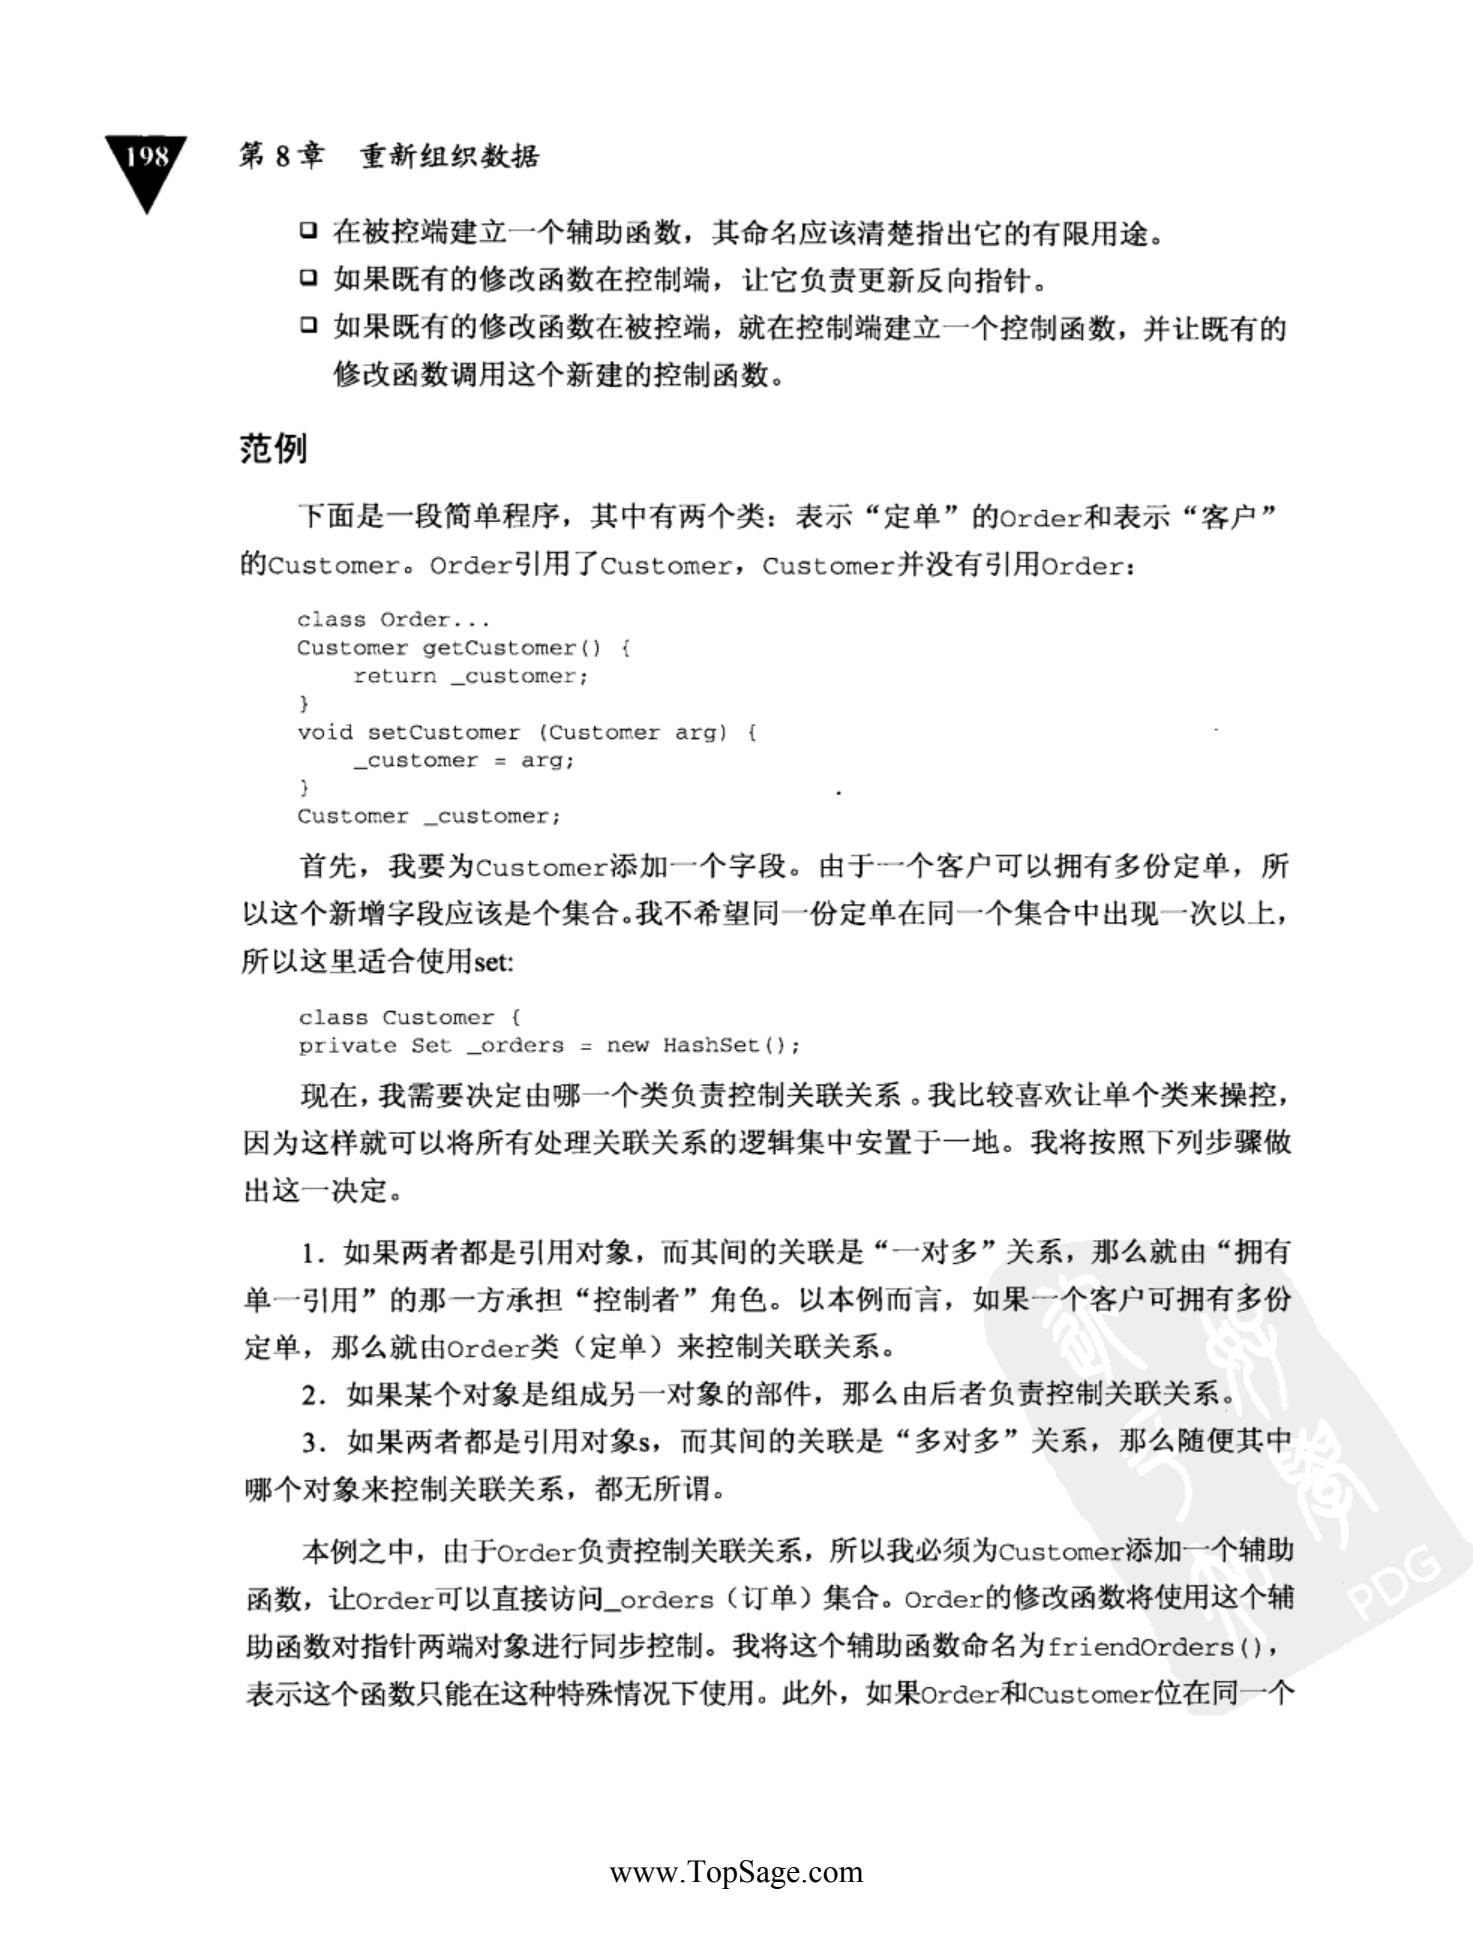 198
第 8 章 重新组织数据
❑ 在被控端建立一个辅助函数，其命名应该清楚指出它的有限用途。
❑ 如果既有的修改函数在控制端，让它负责更新反向指针。
❑ 如果既有的修改函数在被控端，就在控制端建立一个控制函数，并让既有的
修改函数调用这个新建的控制函数。
范例
下面是一段简单程序，其中有两个类：表示“定单”的Order和表示“客户”
的Customer。Order引用了Customer，Customer并没有引用Order：
class Order...
Customer getCustomer() {
return _customer;
}
void setCustomer (Customer arg) {
_customer = arg;
}
Customer _customer;
首先，我要为Customer添加一个字段。由于一个客户可以拥有多份定单，所
以这个新增字段应该是个集合。我不希望同一份定单在同一个集合中出现一次以上，
所以这里适合使用set:
class Customer {
private Set _orders = new HashSet();
现在，我需要决定由哪一个类负责控制关联关系。我比较喜欢让单个类来操控，
因为这样就可以将所有处理关联关系的逻辑集中安置于一地。我将按照下列步骤做
出这一决定。
1．如果两者都是引用对象，而其间的关联是“一对多”关系，那么就由“拥有
单一引用”的那一方承担“控制者”角色。以本例而言，如果一个客户可拥有多份
定单，那么就由Order类（定单）来控制关联关系。
2．如果某个对象是组成另一对象的部件，那么由后者负责控制关联关系。
3．如果两者都是引用对象s，而其间的关联是“多对多”关系，那么随便其中
哪个对象来控制关联关系，都无所谓。
本例之中，由于Order负责控制关联关系，所以我必须为Customer添加一个辅助
函数，让Order可以直接访问_orders（订单）集合。Order的修改函数将使用这个辅
助函数对指针两端对象进行同步控制。我将这个辅助函数命名为friendOrders()，
表示这个函数只能在这种特殊情况下使用。此外，如果Order和Customer位在同一个
PDG
www.TopSage.com